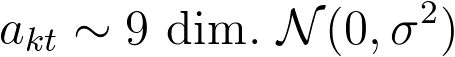 a_{kt} ∼ 9 dim. 𝒩(0, σ²)